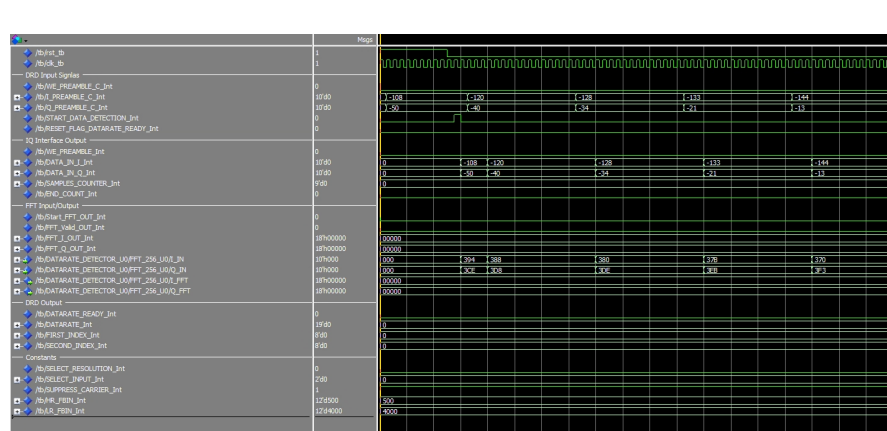 Msgs
/tb/rst_tb 1
/tb/clk_tb 1
DRD Input Signlas
/tb/WE_PREAMBLE_C_Int 0
/tb/I_PREAMBLE_C_Int 10'd0 -108 -120 -128 -133 -144
/tb/Q_PREAMBLE_C_Int 10'd0 -50 -40 -34 -21 -13
/tb/START_DATA_DETECTION_Int 0
/tb/RESET_FLAG_DATARATE_READY_Int 0
IQ Interface Output
/tb/WE_PREAMBLE_Int 0
/tb/DATA_IN_I_Int 10'd0 0 -108 -120 -128 -133 -144
/tb/DATA_IN_Q_Int 10'd0 0 -50 -40 -34 -21 -13
/tb/SAMPLES_COUNTER_Int 9'd0 0
/tb/END_COUNT_Int 0
FFT Input/Output
/tb/Start_FFT_OUT_Int 0
/tb/FFT_Valid_OUT_Int 0
/tb/FFT_I_OUT_Int 18'h00000 00000
/tb/FFT_Q_OUT_Int 18'h00000 00000
/tb/DATARATE_DETECTOR_U0/FFT_256_U0/I_IN 10'h000 000 394 388 380 37B 370
/tb/DATARATE_DETECTOR_U0/FFT_256_U0/Q_IN 10'h000 000 3CE 3D8 3DE 3EB 3F3
/tb/DATARATE_DETECTOR_U0/FFT_256_U0/I_FFT 18'h00000 00000
/tb/DATARATE_DETECTOR_U0/FFT_256_U0/Q_FFT 18'h00000 00000
DRD Output
/tb/DATARATE_READY_Int 0
/tb/DATARATE_Int 19'd0 0
/tb/FIRST_INDEX_Int 8'd0 0
/tb/SECOND_INDEX_Int 8'd0 0
Constants
/tb/SELECT_RESOLUTION_Int 0
/tb/SELECT_INPUT_Int 2'd0 0
/tb/SUPPRESS_CARRIER_Int 1
/tb/HR_FBIN_Int 12'd500 500
/tb/LR_FBIN_Int 12'd4000 4000